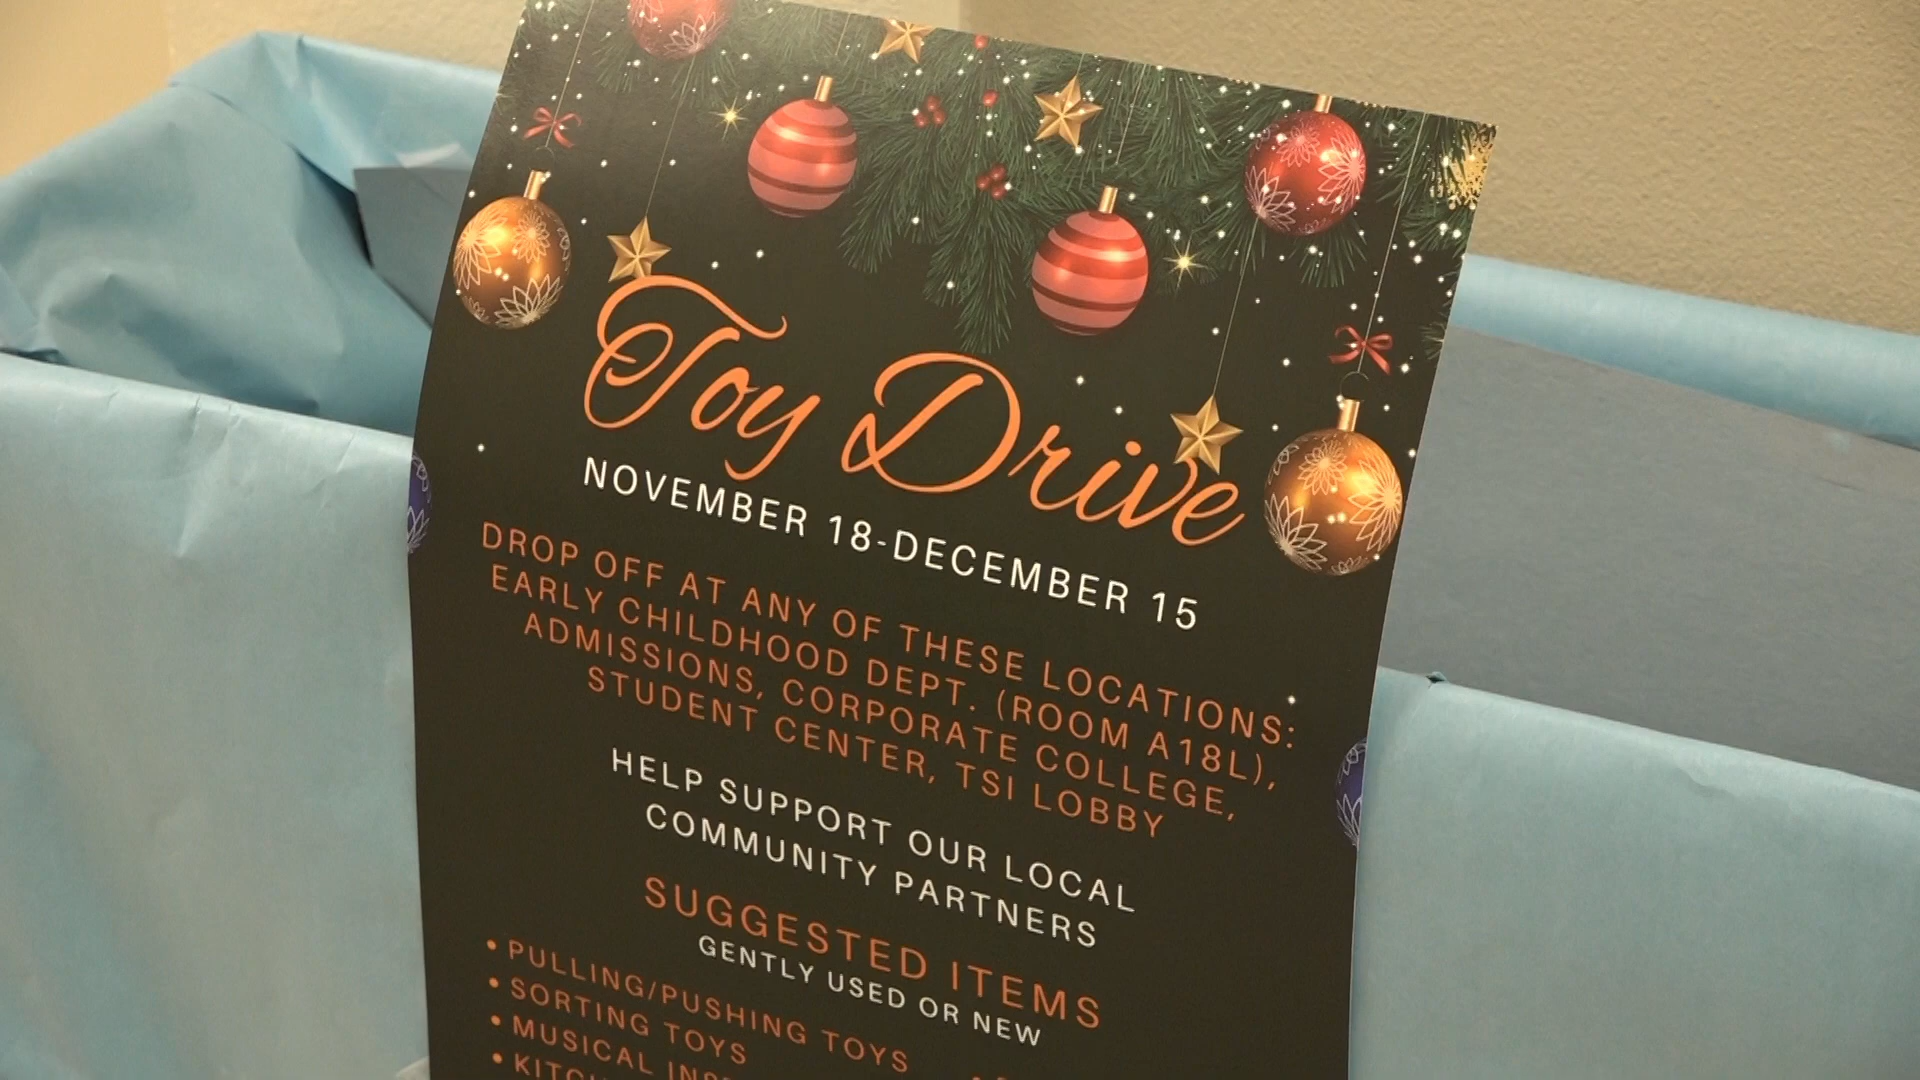 Toy Drive
NOVEMBER 18-DECEMBER 15
DROP OFF AT ANY OF THESE LOCATIONS:
EARLY CHILDHOOD DEPT. (ROOM A18L),
ADMISSIONS, CORPORATE COLLEGE,
STUDENT CENTER, TSI LOBBY
HELP SUPPORT OUR LOCAL
COMMUNITY PARTNERS
SUGGESTED ITEMS
GENTLY USED OR NEW
• PULLING/PUSHING TOYS
• SORTING TOYS
• MUSICAL